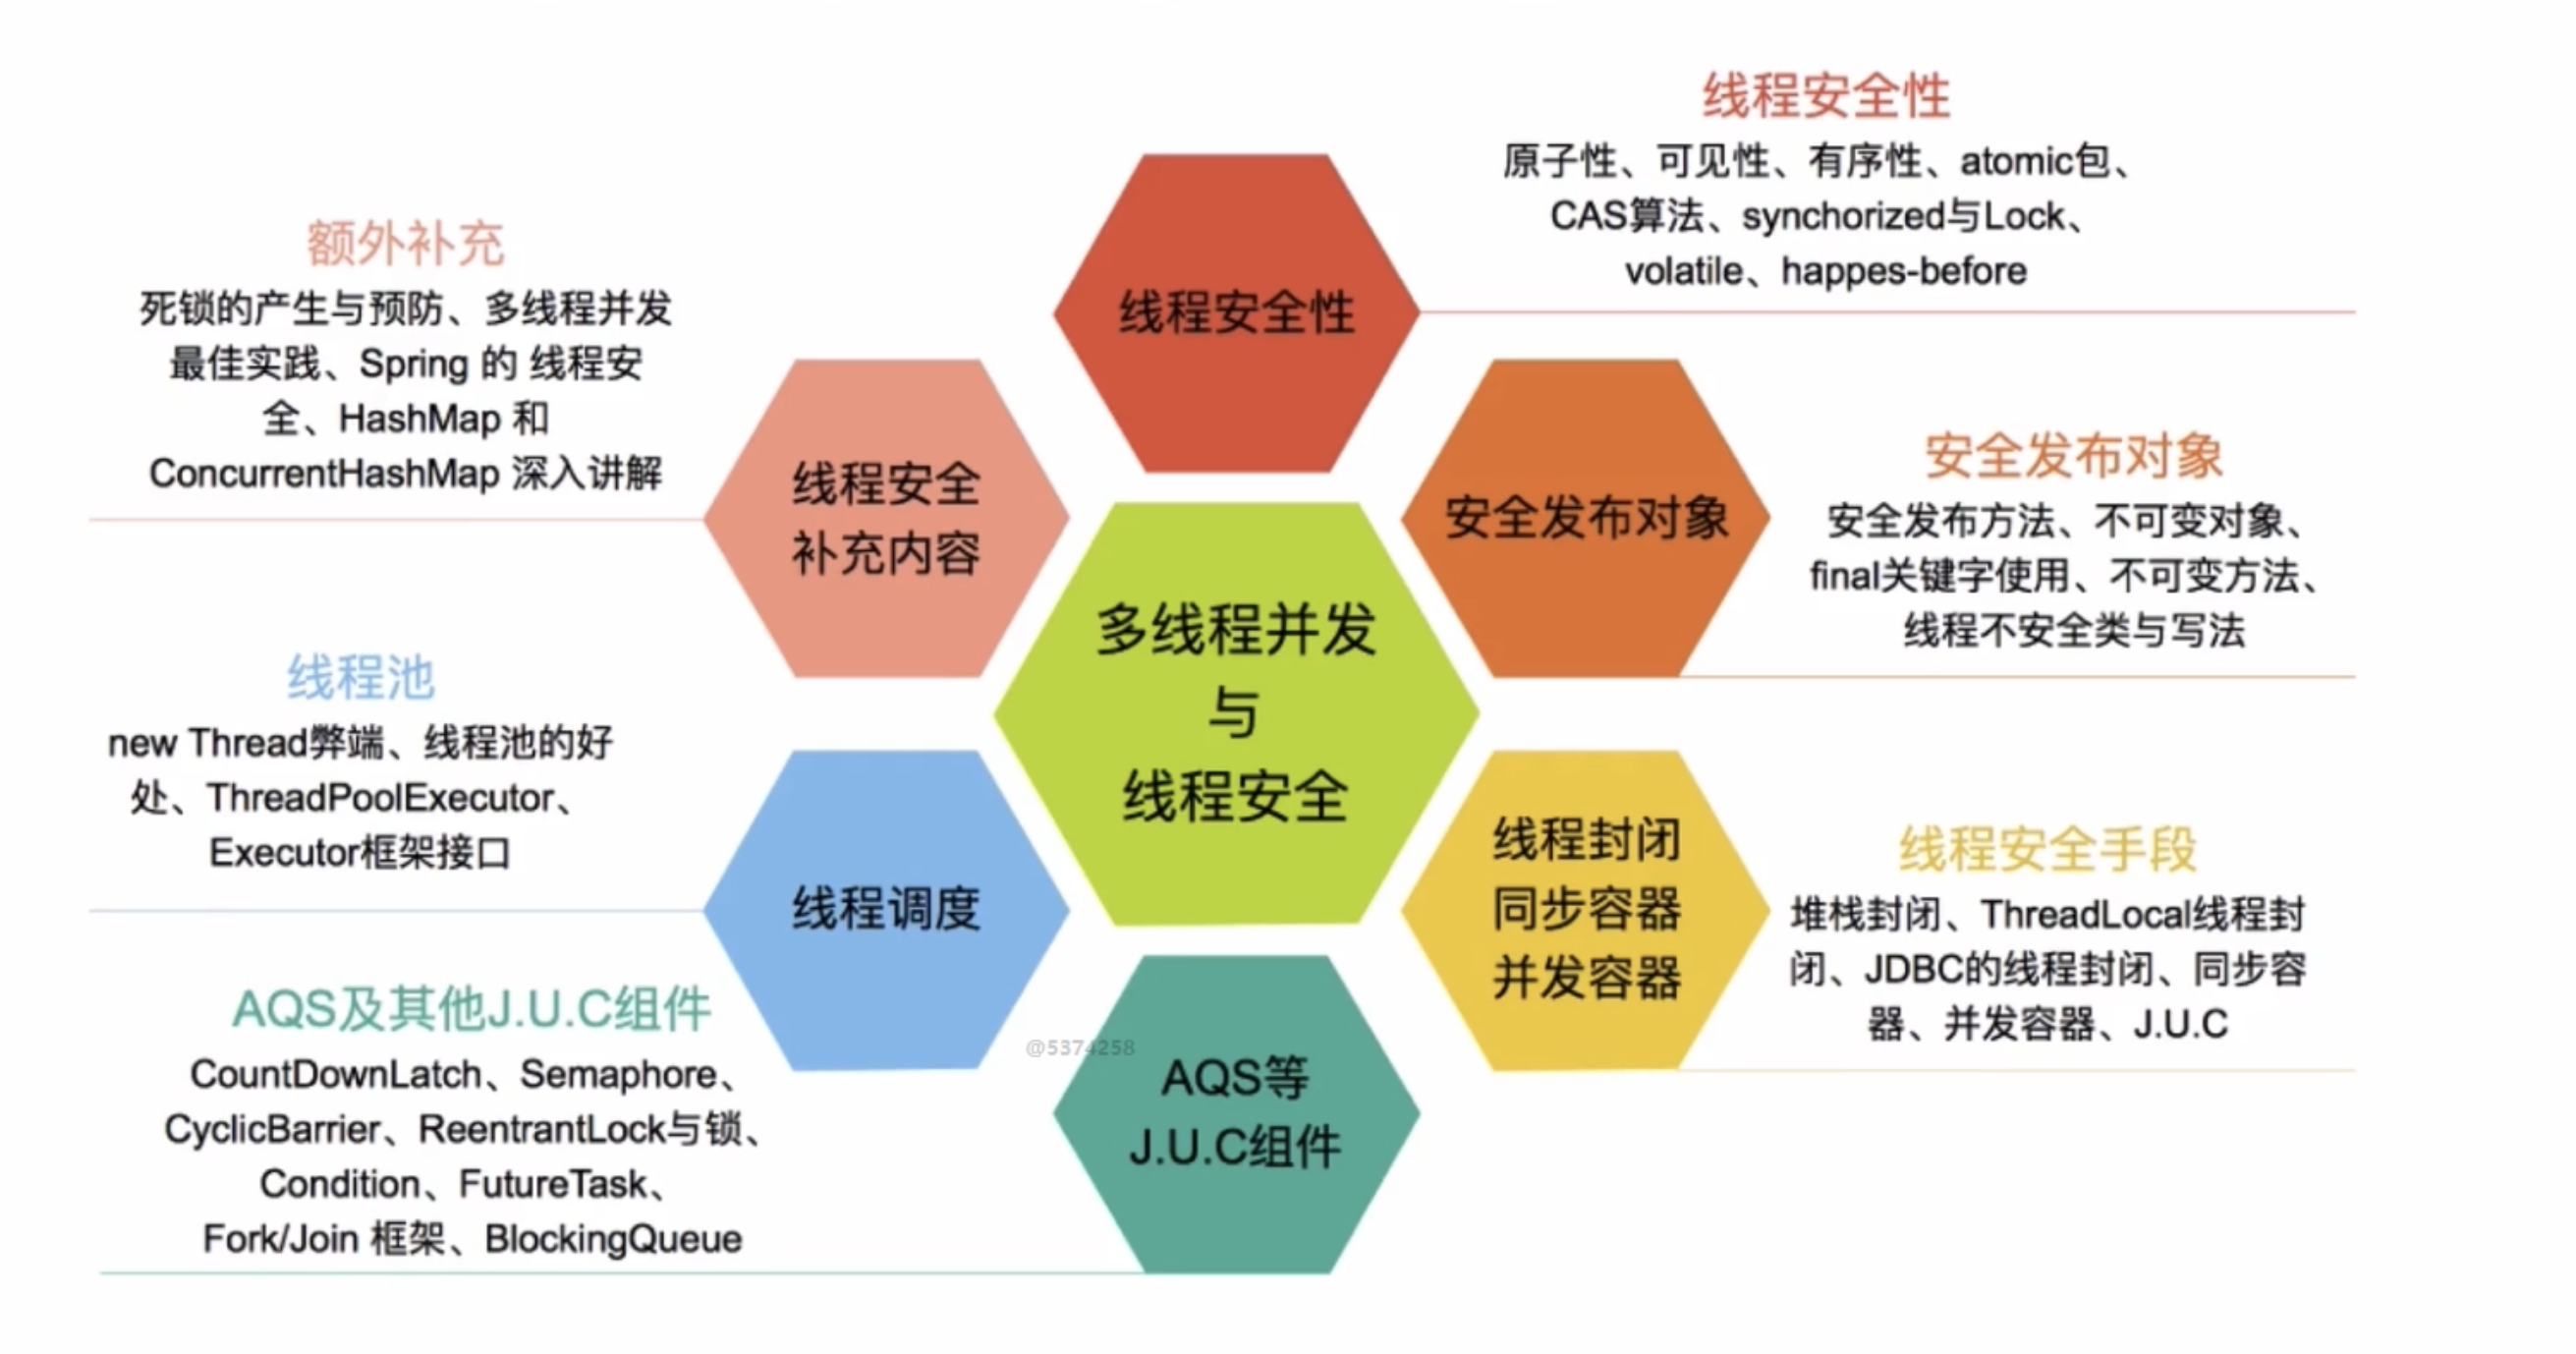 线程安全性
原子性、可见性、有序性、atomic包、
CAS算法、synchorized与Lock、
volatile、happes-before
线程安全性
额外补充
死锁的产生与预防、多线程并发
最佳实践、Spring 的 线程安
全、HashMap 和
ConcurrentHashMap 深入讲解
线程安全
补充内容
安全发布对象
安全发布对象
安全发布方法、不可变对象、
final关键字使用、不可变方法、
线程不安全类与写法
多线程并发
与
线程安全
线程池
new Thread弊端、线程池的好
处、ThreadPoolExecutor、
Executor框架接口
线程调度
线程封闭
同步容器
并发容器
线程安全手段
堆栈封闭、ThreadLocal线程封
闭、JDBC的线程封闭、同步容
器、并发容器、J.U.C
AQS及其他J.U.C组件
CountDownLatch、Semaphore、
CyclicBarrier、ReentrantLock与锁、
Condition、FutureTask、
Fork/Join 框架、BlockingQueue
@5374258
AQS等
J.U.C组件